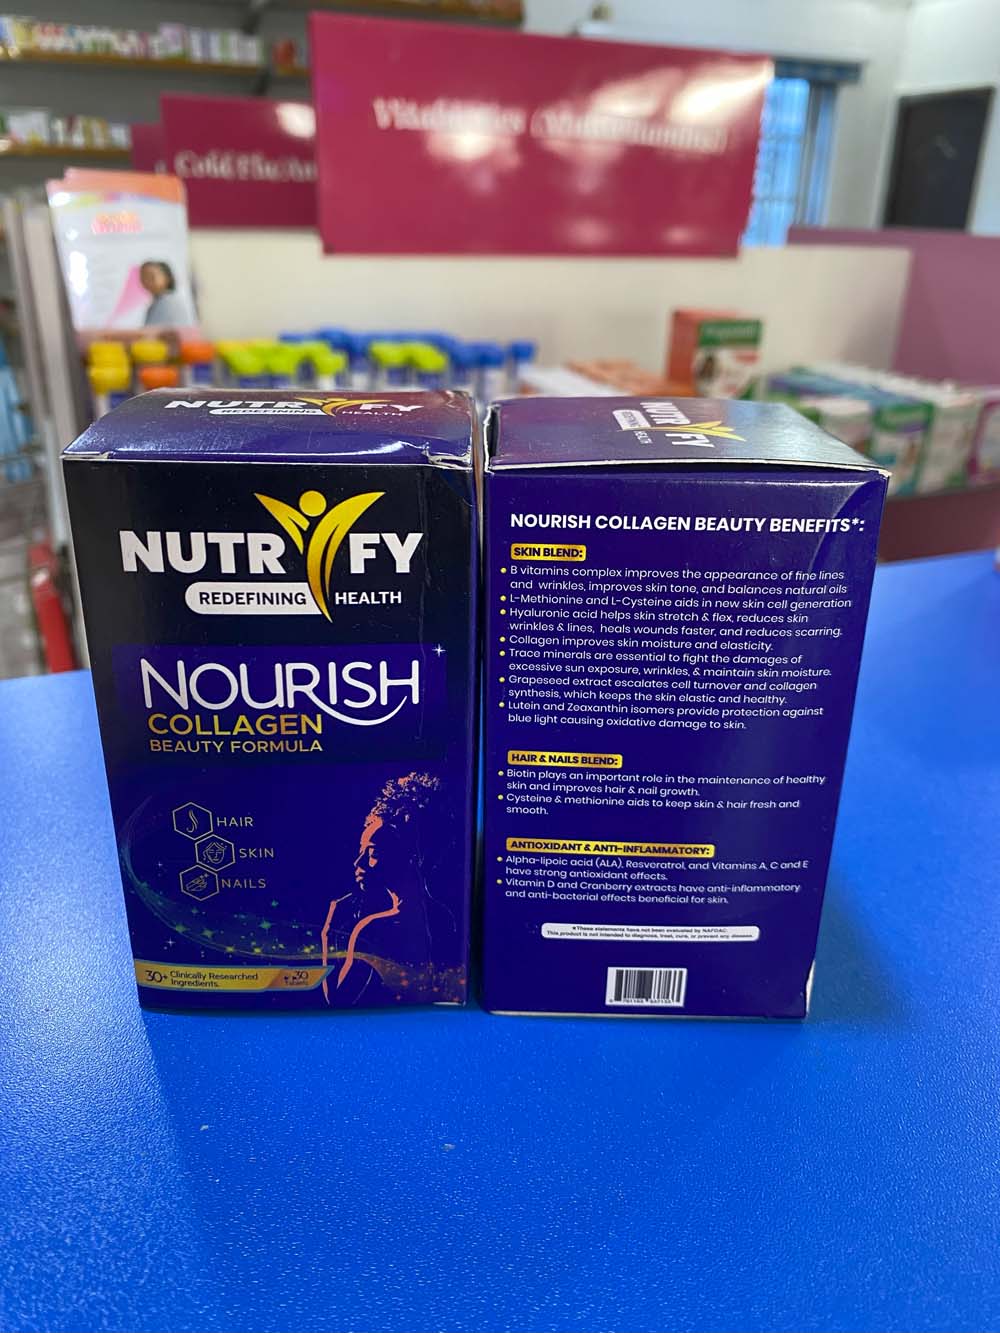 Cold Flu
NUTRYFY
REDEFINING HEALTH
NUTRYFY
REDEFINING HEALTH
NOURISH
COLLAGEN
BEAUTY FORMULA
HAIR
SKIN
NAILS
30+ Clinically Researched
Ingredients.
30
Tablets
NUTRYFY
REDEFINING HEALTH
NOURISH COLLAGEN BEAUTY BENEFITS*:
SKIN BLEND:
• B vitamins complex improves the appearance of fine lines
and wrinkles, improves skin tone, and balances natural oils
• L-Methionine and L-Cysteine aids in new skin cell generation
• Hyaluronic acid helps skin stretch & flex, reduces skin
wrinkles & lines, heals wounds faster, and reduces scarring.
• Collagen improves skin moisture and elasticity.
• Trace minerals are essential to fight the damages of
excessive sun exposure, wrinkles, & maintain skin moisture.
• Grapeseed extract escalates cell turnover and collagen
synthesis, which keeps the skin elastic and healthy.
• Lutein and Zeaxanthin isomers provide protection against
blue light causing oxidative damage to skin.
HAIR & NAILS BLEND:
• Biotin plays an important role in the maintenance of healthy
skin and improves hair & nail growth.
• Cysteine & methionine aids to keep skin & hair fresh and
smooth.
ANTIOXIDANT & ANTI-INFLAMMATORY:
• Alpha-lipoic acid (ALA), Resveratrol, and Vitamins A, C and E
have strong antioxidant effects.
• Vitamin D and Cranberry extracts have anti-inflammatory
and anti-bacterial effects beneficial for skin.
*These statements have not been evaluated by NAFDAC.
This product is not intended to diagnose, treat, cure, or prevent any disease.